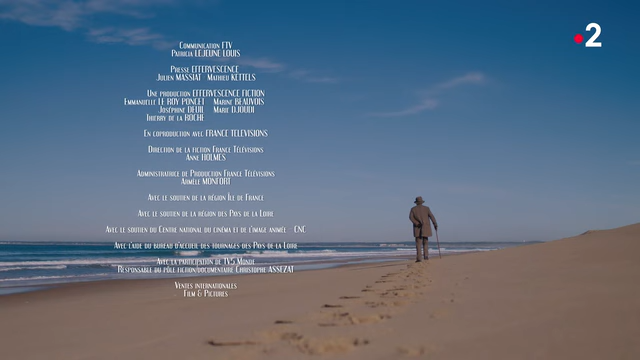 2
Communication FTV
Patricia LEJEUNE LOUIS
Presse EFFERVESCENCE
Julien MASSIAT Mathieu KETTELS
Une production EFFERVESCENCE FICTION
Emmanuelle LE ROY PONCET Marine BEAUVOIS
Joséphine DEUIL Marie DJOUDI
Thierry de la ROCHE
En coproduction avec FRANCE TELEVISIONS
Direction de la fiction France Télévisions
Anne HOLMES
Administratrice de Production France Télévisions
Armèle MONFORT
Avec le soutien de la région Ile de France
Avec le soutien de la région des Pays de la Loire
Avec le soutien du Centre national du cinéma et de l'image animée CNC
Avec l'aide du bureau d'accueil des tournages des Pays de la Loire
Avec la participation de TV5 Monde
Responsable du pôle fiction/documentaire Christophe ASSEZAT
Ventes internationales
Film & Pictures